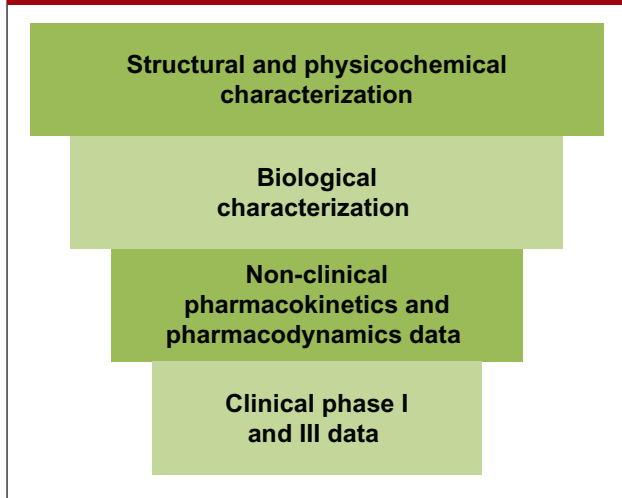 Structural and physicochemical
characterization
Biological
characterization
Non-clinical
pharmacokinetics and
pharmacodynamics data
Clinical phase I
and III data